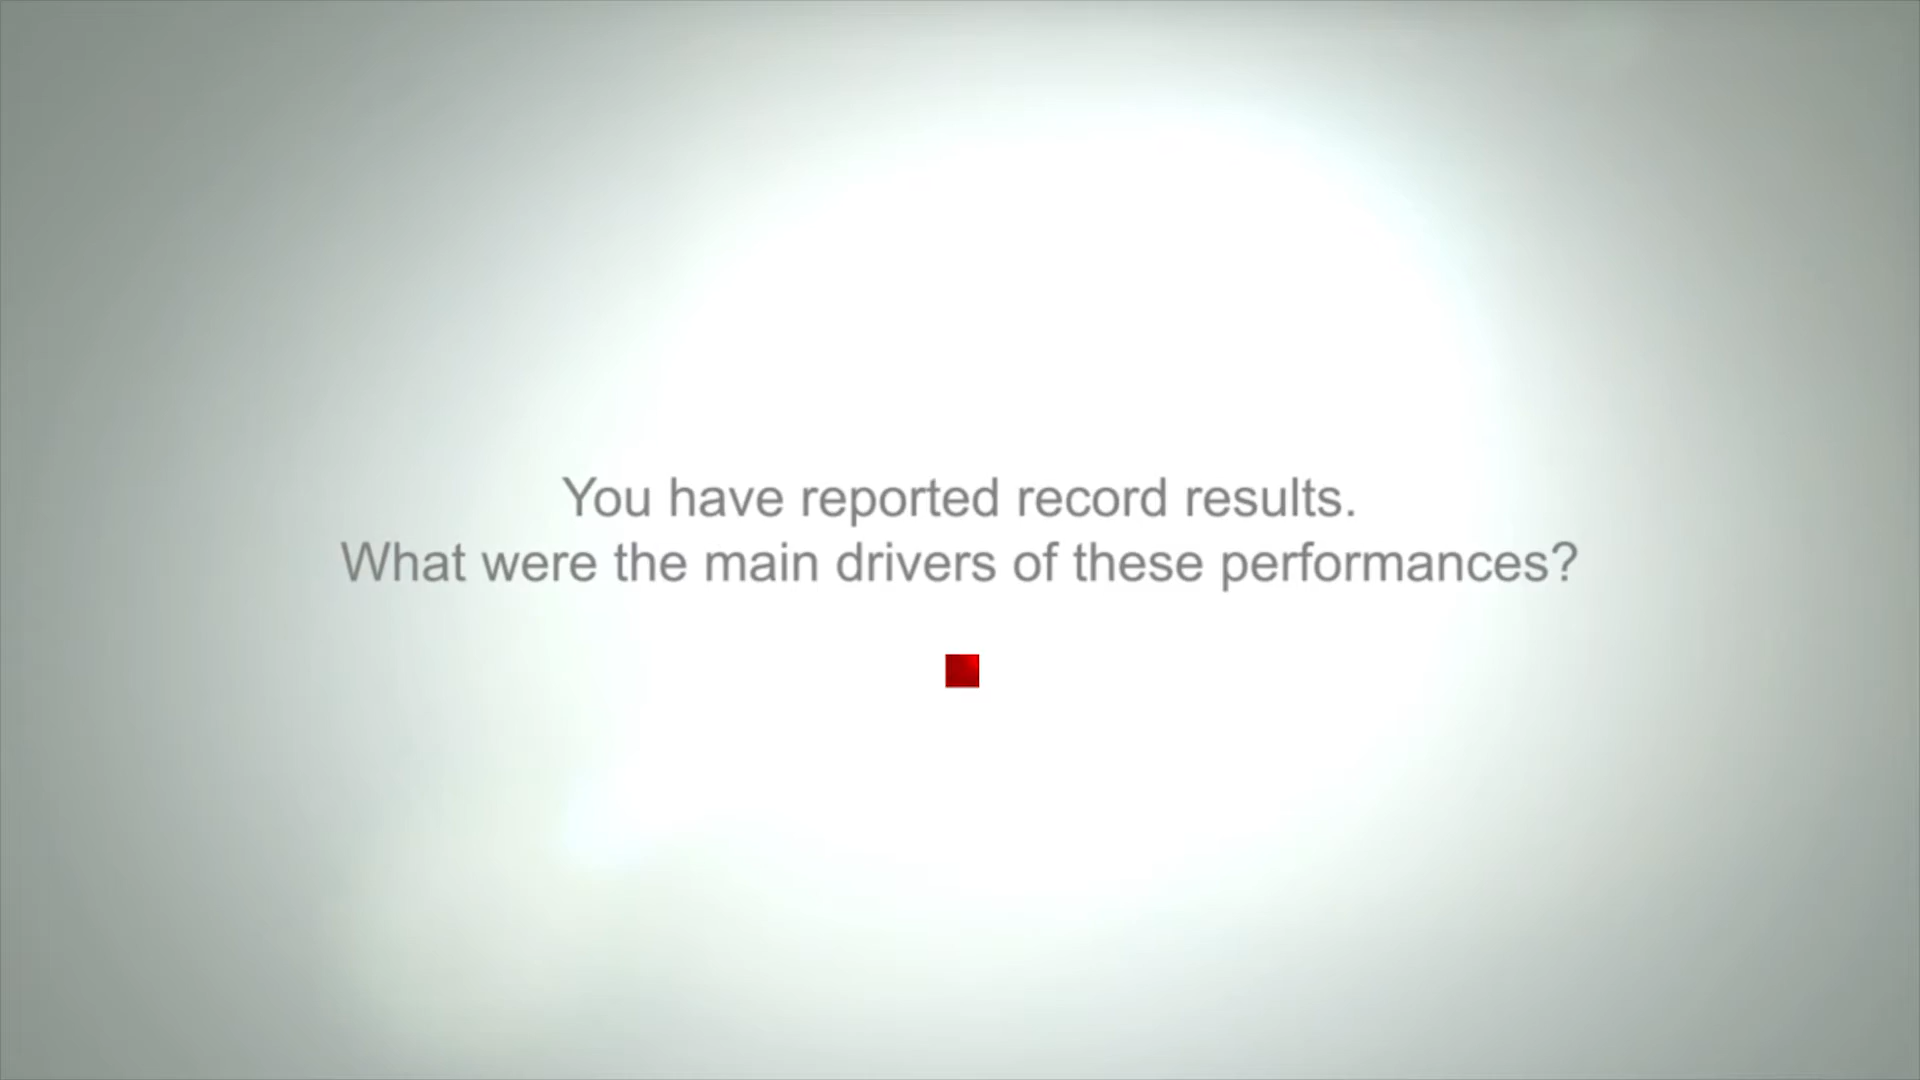 You have reported record results.
What were the main drivers of these performances?